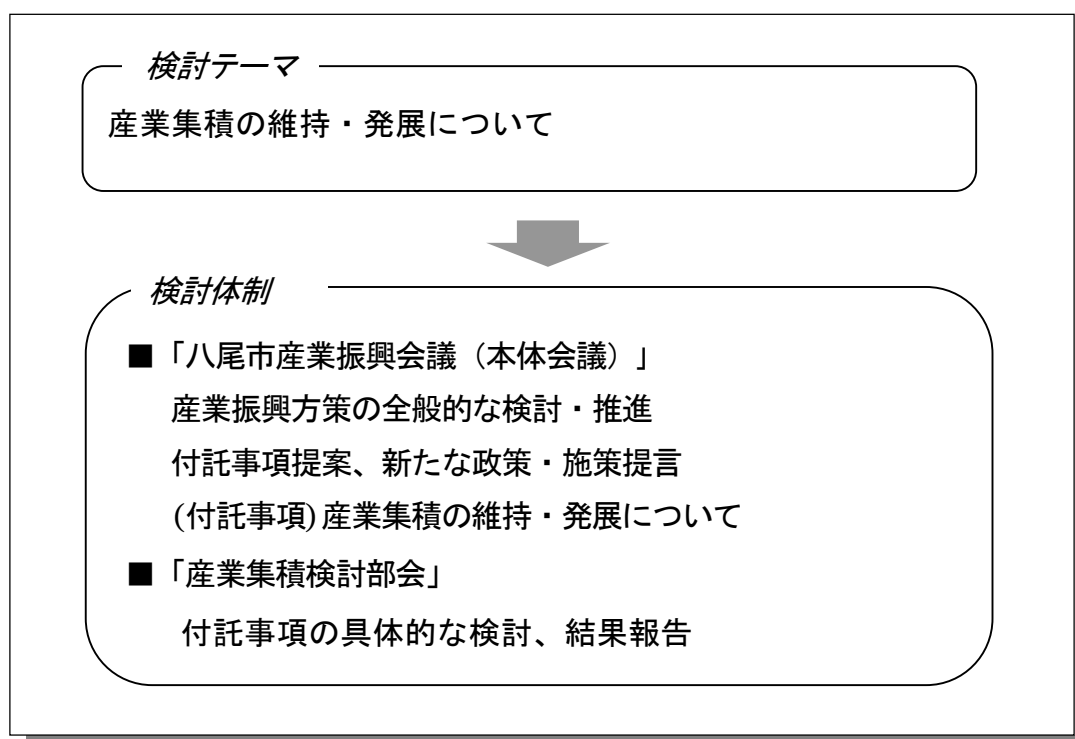 検討テーマ
産業集積の維持・発展について
検討体制
■「八尾市産業振興会議（本体会議）」
産業振興方策の全般的な検討・推進
付託事項提案、新たな政策・施策提言
(付託事項)産業集積の維持・発展について
■「産業集積検討部会」
付託事項の具体的な検討、結果報告